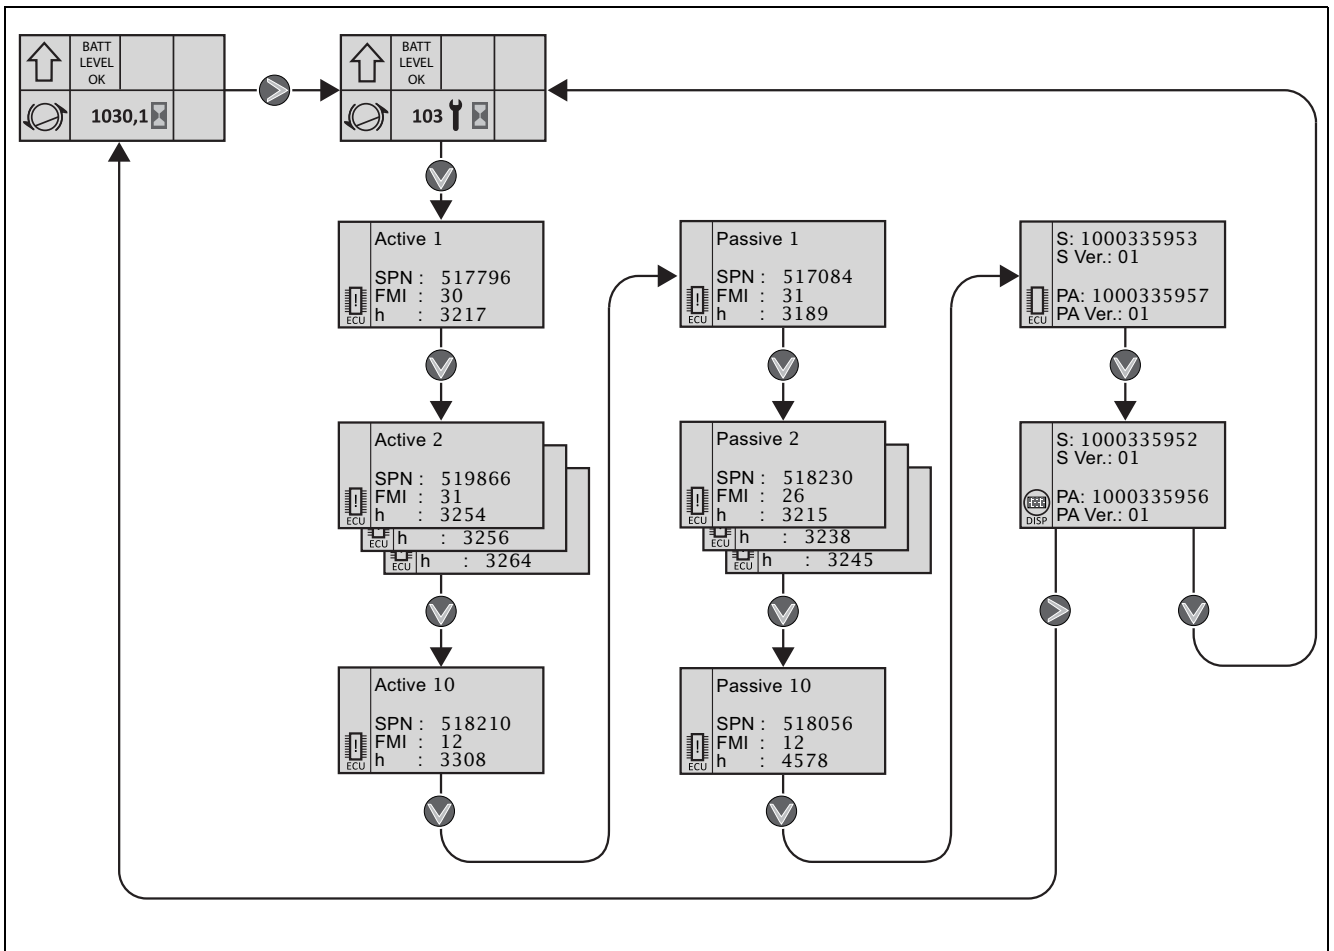 BATT
LEVEL
OK
1030,1
BATT
LEVEL
OK
103
Active 1
SPN : 517796
FMI : 30
h : 3217
ECU
Active 2
SPN : 519866
FMI : 31
h : 3254
ECU
h : 3256
ECU
h : 3264
ECU
Active 10
SPN : 518210
FMI : 12
h : 3308
ECU
Passive 1
SPN : 517084
FMI : 31
h : 3189
ECU
Passive 2
SPN : 518230
FMI : 26
h : 3215
ECU
h : 3238
ECU
h : 3245
ECU
Passive 10
SPN : 518056
FMI : 12
h : 4578
ECU
S: 1000335953
S Ver.: 01
PA: 1000335957
PA Ver.: 01
ECU
S: 1000335952
S Ver.: 01
PA: 1000335956
PA Ver.: 01
DISP